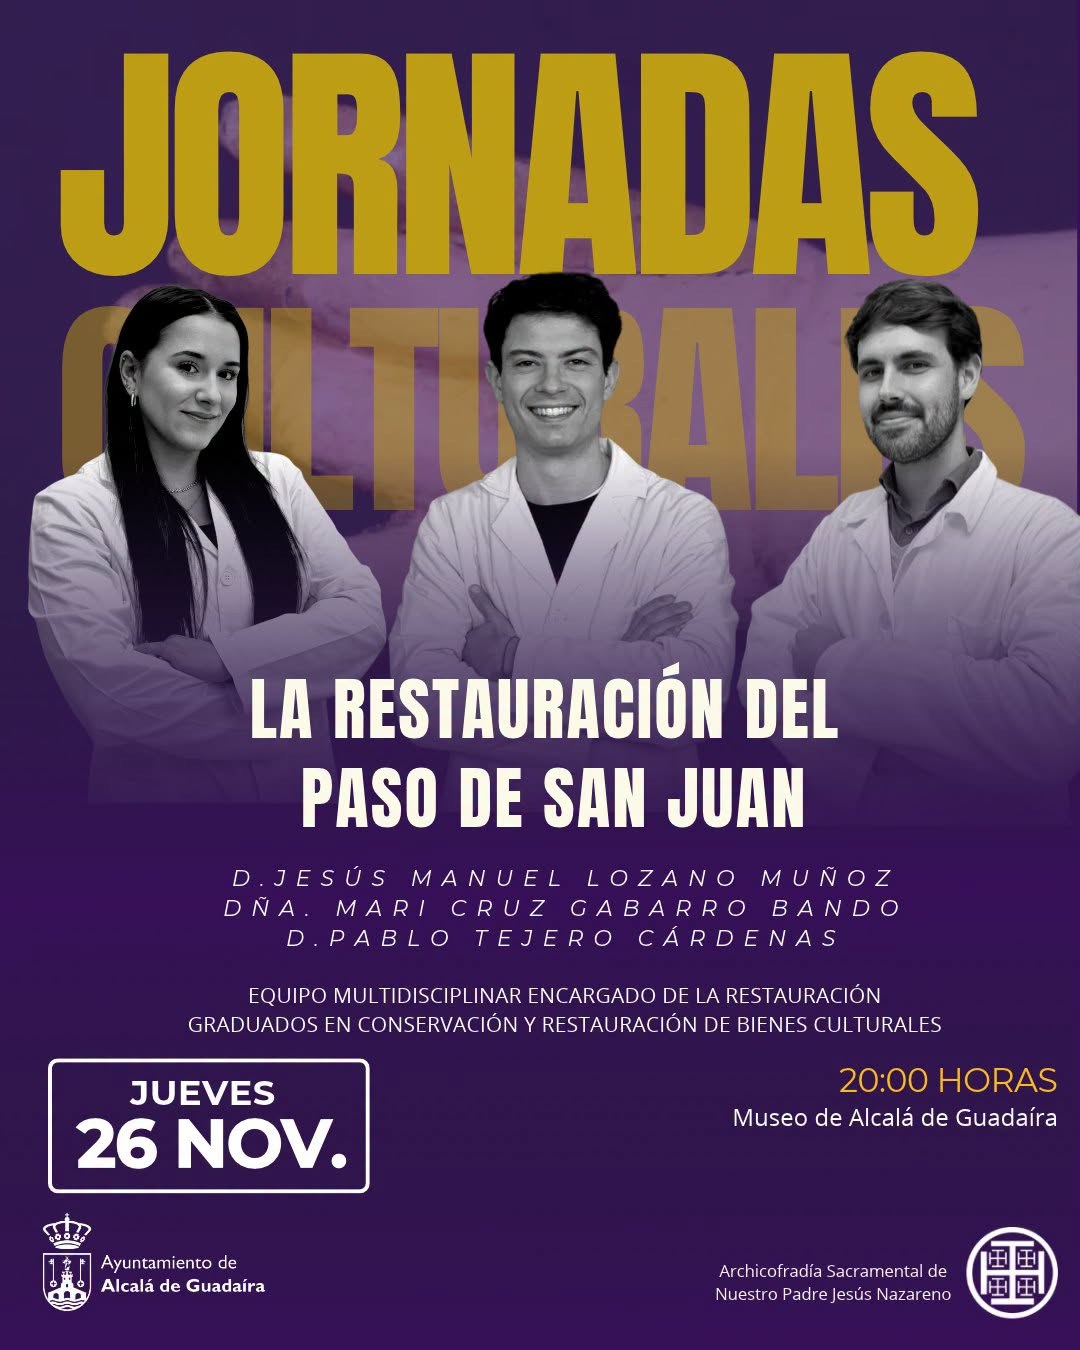 JORNADAS
CULTURALES
LA RESTAURACIÓN DEL
PASO DE SAN JUAN
D.JESÚS MANUEL LOZANO MUÑOZ
DÑA. MARI CRUZ GABARRO BANDO
D.PABLO TEJERO CÁRDENAS
EQUIPO MULTIDISCIPLINAR ENCARGADO DE LA RESTAURACIÓN
GRADUADOS EN CONSERVACIÓN Y RESTAURACIÓN DE BIENES CULTURALES
JUEVES
26 NOV.
20:00 HORAS
Museo de Alcalá de Guadaíra
Ayuntamiento de
Alcalá de Guadaíra
Archicofradía Sacramental de
Nuestro Padre Jesús Nazareno